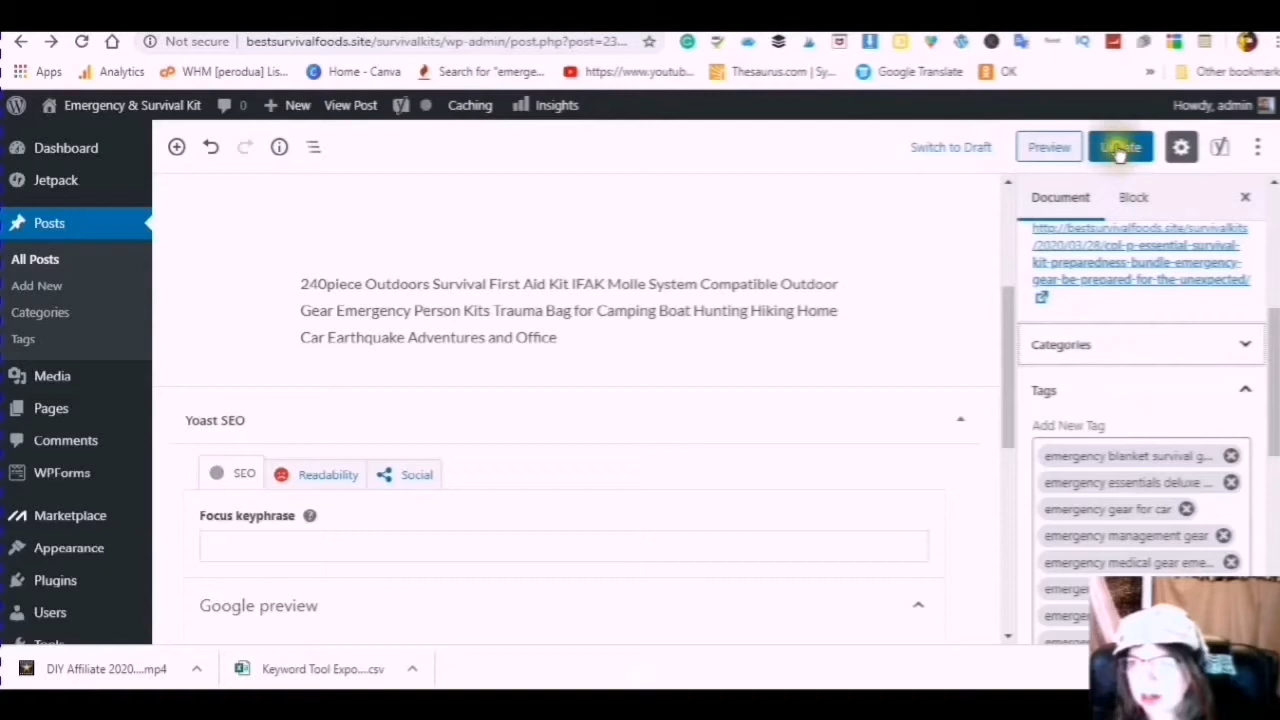 Not secure bestsurvivalfoods.site/survivalkits/wp-admin/post.php?post=23...
Apps Analytics WHM [perodua] Lis... Home - Canva Search for "emerge... https://www.youtub... Thesaurus.com | Sy... Google Translate OK » Other bookmark
Emergency & Survival Kit 0 New View Post Caching Insights Howdy, admin
Dashboard
Jetpack
Posts
All Posts
Add New
Categories
Tags
Media
Pages
Comments
WPForms
Marketplace
Appearance
Plugins
Users
Tools
Switch to Draft Preview Update
240piece Outdoors Survival First Aid Kit IFAK Molle System Compatible Outdoor
Gear Emergency Person Kits Trauma Bag for Camping Boat Hunting Hiking Home
Car Earthquake Adventures and Office
Yoast SEO
SEO Readability Social
Focus keyphrase
Google preview
Document Block
http://bestsurvivalfoods.site/survivalkits
/2020/03/28/col-p-essential-survival-
kit-preparedness-bundle-emergency-
gear-be-prepared-for-the-unexpected/
Categories
Tags
Add New Tag
emergency blanket survival g...
emergency essentials deluxe ...
emergency gear for car
emergency management gear
emergency medical gear eme...
DIY Affiliate 2020....mp4 Keyword Tool Expo....csv